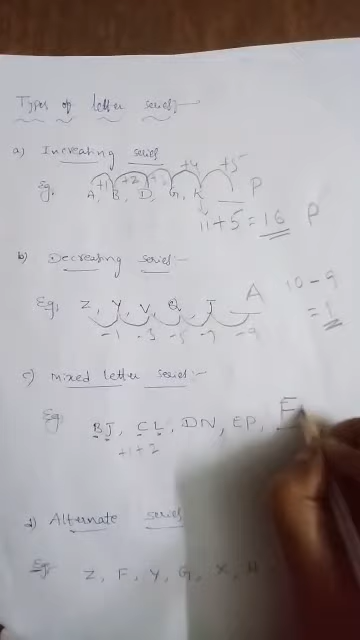 Types of letter series:-
a) Increasing series
+1 +2 +3 +4 +5
Eg. A, B, D, G, K, P
11+5 = 16 P
b) Decreasing series:-
Eg, Z, Y, V, Q, J A 10-9
-1 -3 -5 -7 -9 = 1
c) Mixed letter series:-
Eg: BJ, CL, DN, EP, F
+1+2
d) Alternate series
Eg, Z, F, Y, G, X, H